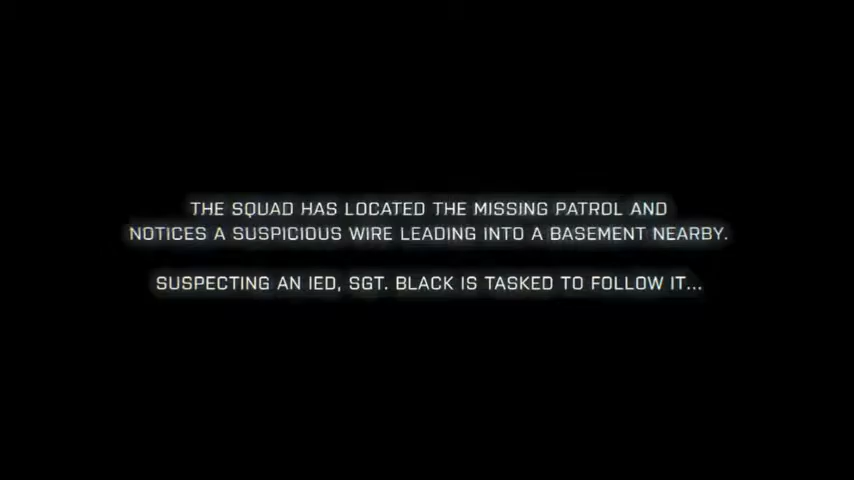 THE SQUAD HAS LOCATED THE MISSING PATROL AND
NOTICES A SUSPICIOUS WIRE LEADING INTO A BASEMENT NEARBY.
SUSPECTING AN IED, SGT. BLACK IS TASKED TO FOLLOW IT...